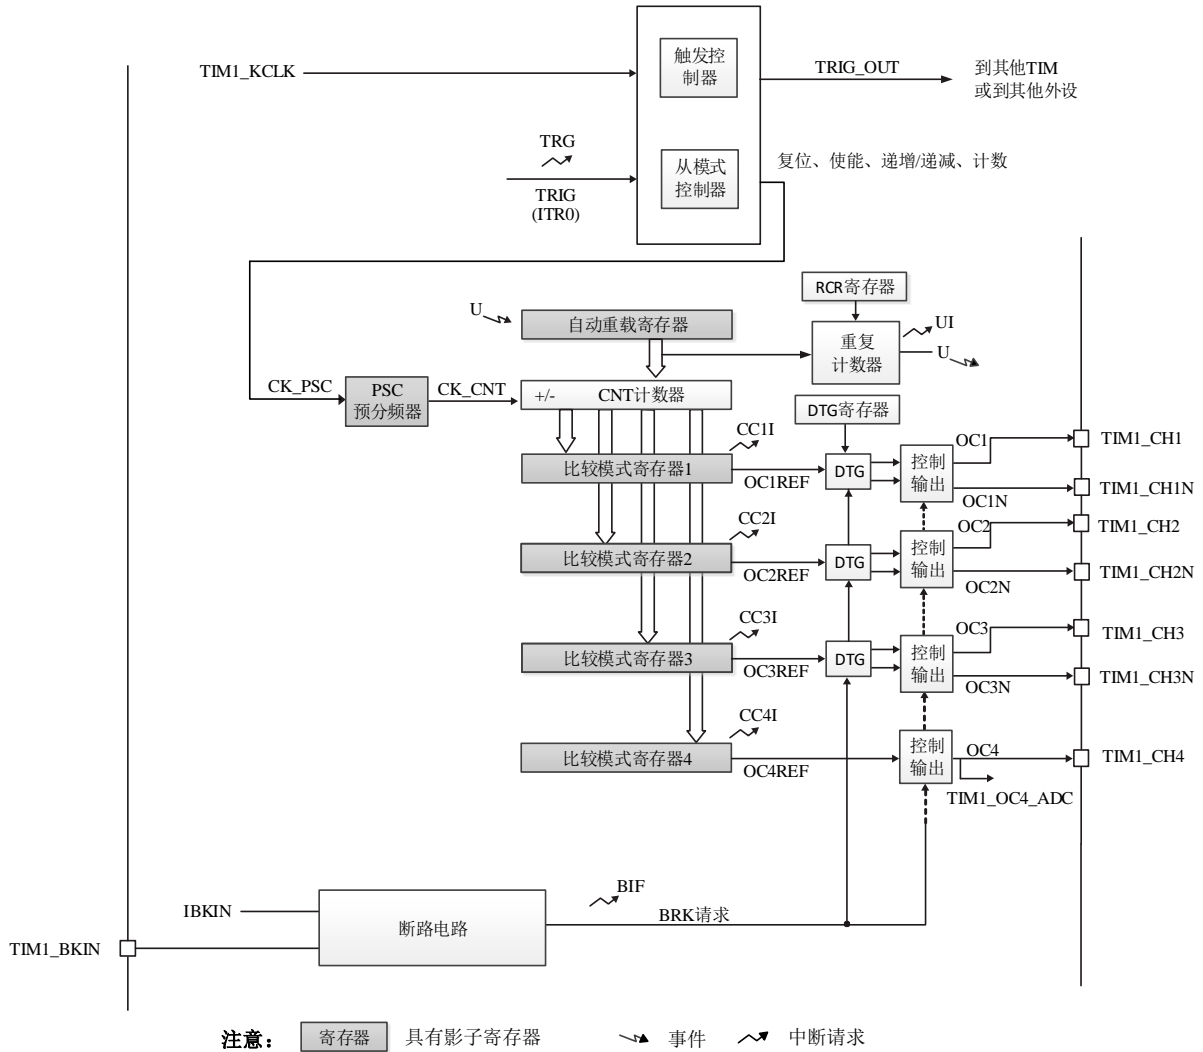 触发控
制器
TIM1_KCLK
TRIG_OUT
到其他TIM
或到其他外设
TRG
TRIG
(ITR0)
从模式
控制器
复位、使能、递增/递减、计数
RCR寄存器
U
自动重载寄存器
重复
计数器
UI
U
CK_PSC
PSC
预分频器
CK_CNT
+/-
CNT计数器
DTG寄存器
CC1I
比较模式寄存器1
OC1REF
DTG
控制
输出
OC1
OC1N
TIM1_CH1
TIM1_CH1N
CC2I
比较模式寄存器2
OC2REF
DTG
控制
输出
OC2
OC2N
TIM1_CH2
TIM1_CH2N
CC3I
比较模式寄存器3
OC3REF
DTG
控制
输出
OC3
OC3N
TIM1_CH3
TIM1_CH3N
CC4I
比较模式寄存器4
OC4REF
控制
输出
OC4
TIM1_CH4
TIM1_OC4_ADC
IBKIN
TIM1_BKIN
断路电路
BIF
BRK请求
注意：
寄存器
具有影子寄存器
事件
中断请求